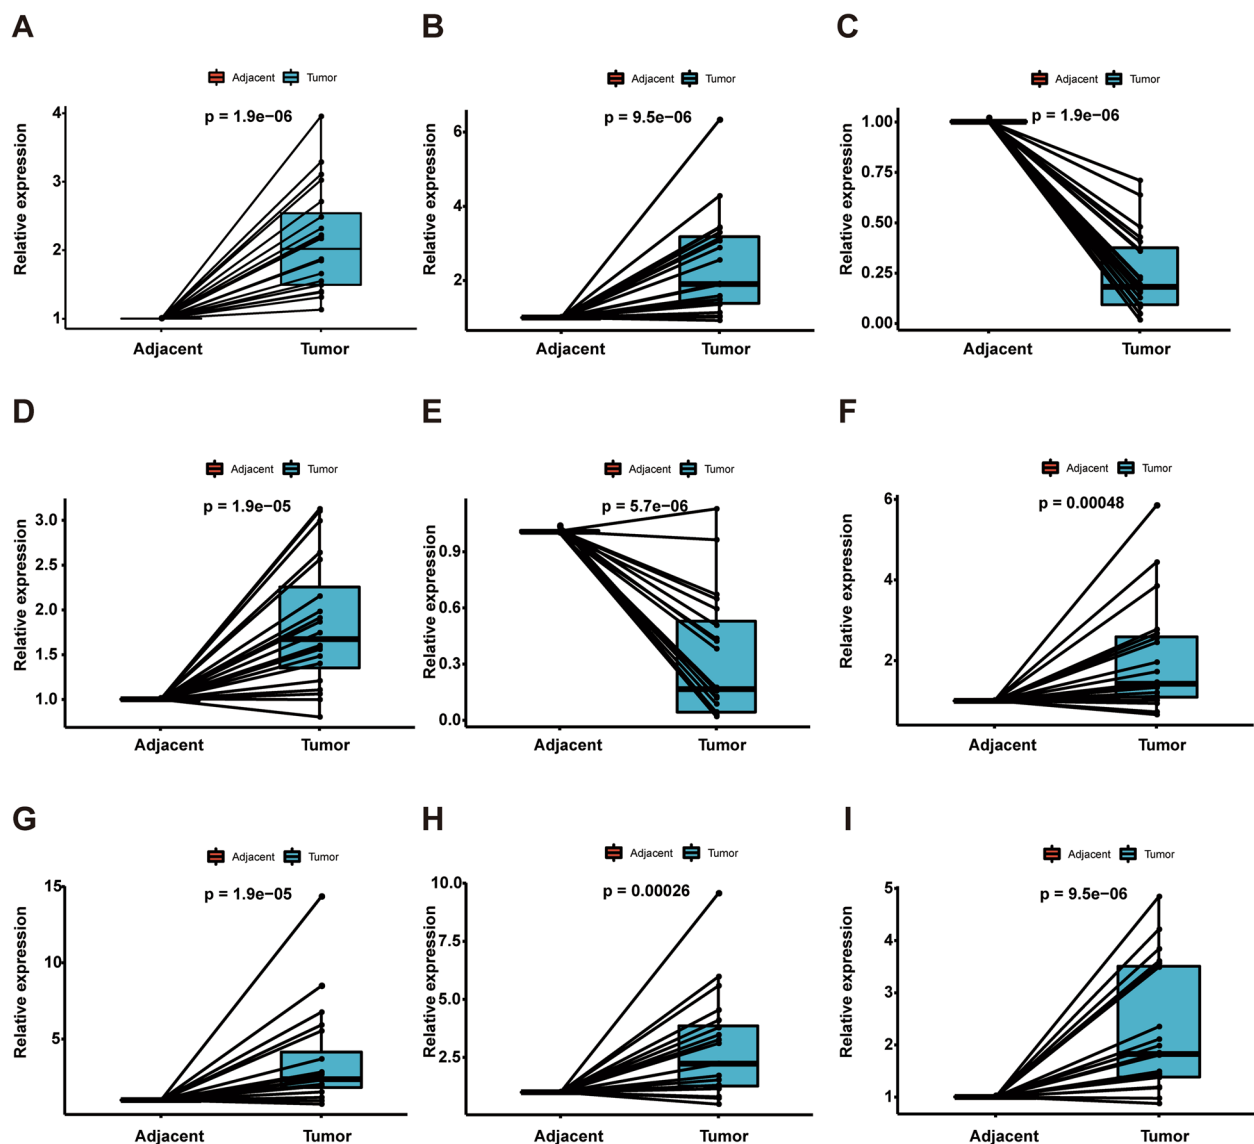 A
Adjacent Tumor
p = 1.9e−06
Relative expression
4
3
2
1
Adjacent Tumor
B
Adjacent Tumor
p = 9.5e−06
Relative expression
6
4
2
Adjacent Tumor
C
Adjacent Tumor
p = 1.9e−06
Relative expression
1.00
0.75
0.50
0.25
0.00
Adjacent Tumor
D
Adjacent Tumor
p = 1.9e−05
Relative expression
3.0
2.5
2.0
1.5
1.0
Adjacent Tumor
E
Adjacent Tumor
p = 5.7e−06
Relative expression
0.9
0.6
0.3
0.0
Adjacent Tumor
F
Adjacent Tumor
p = 0.00048
Relative expression
6
4
2
Adjacent Tumor
G
Adjacent Tumor
p = 1.9e−05
Relative expression
15
10
5
Adjacent Tumor
H
Adjacent Tumor
p = 0.00026
Relative expression
10.0
7.5
5.0
2.5
Adjacent Tumor
I
Adjacent Tumor
p = 9.5e−06
Relative expression
5
4
3
2
1
Adjacent Tumor